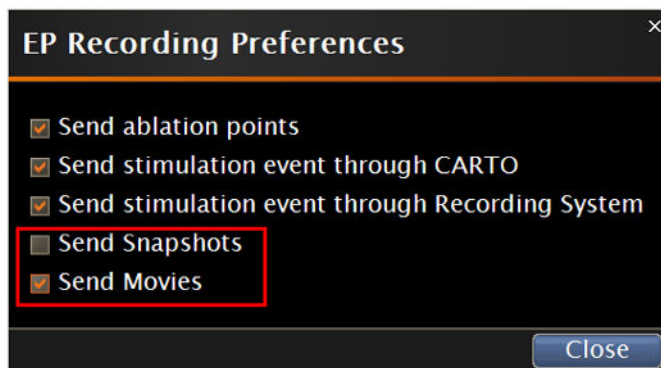 EP Recording Preferences
Send ablation points
Send stimulation event through CARTO
Send stimulation event through Recording System
Send Snapshots
Send Movies
Close